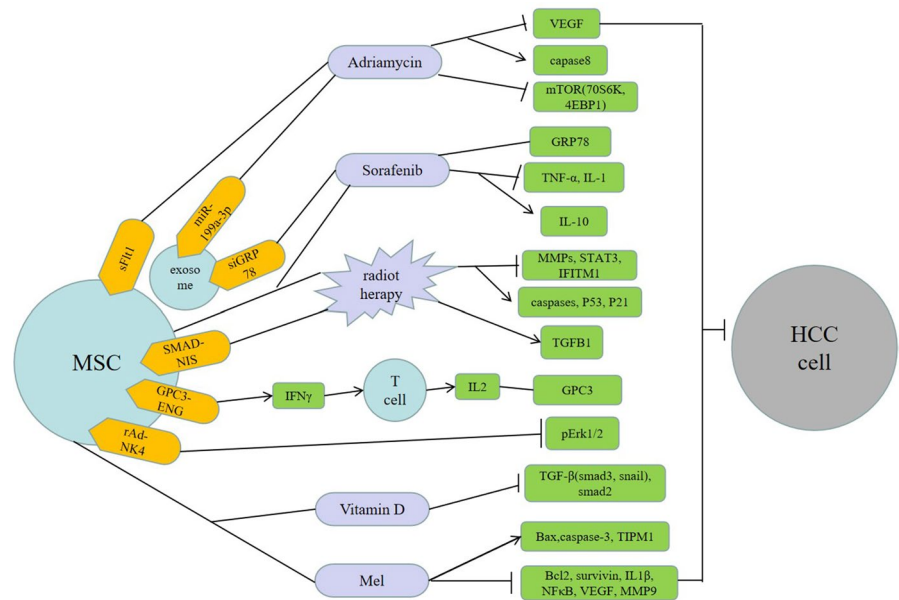 VEGF
Adriamycin
capase8
mTOR(70S6K,
4EBP1)
GRP78
Sorafenib
TNF-α, IL-1
miR-
199a-3p
IL-10
sFlt1
exoso
me
siGRP
78
radiot
herapy
MMPs, STAT3,
IFITM1
caspases, P53, P21
TGFB1
MSC
SMAD-
NIS
HCC
cell
GPC3-
ENG
IFNγ
T
cell
IL2
GPC3
rAd-
NK4
pErk1/2
TGF-β(smad3, snail),
smad2
Vitamin D
Bax,caspase-3, TIPM1
Mel
Bcl2, survivin, IL1β,
NFκB, VEGF, MMP9